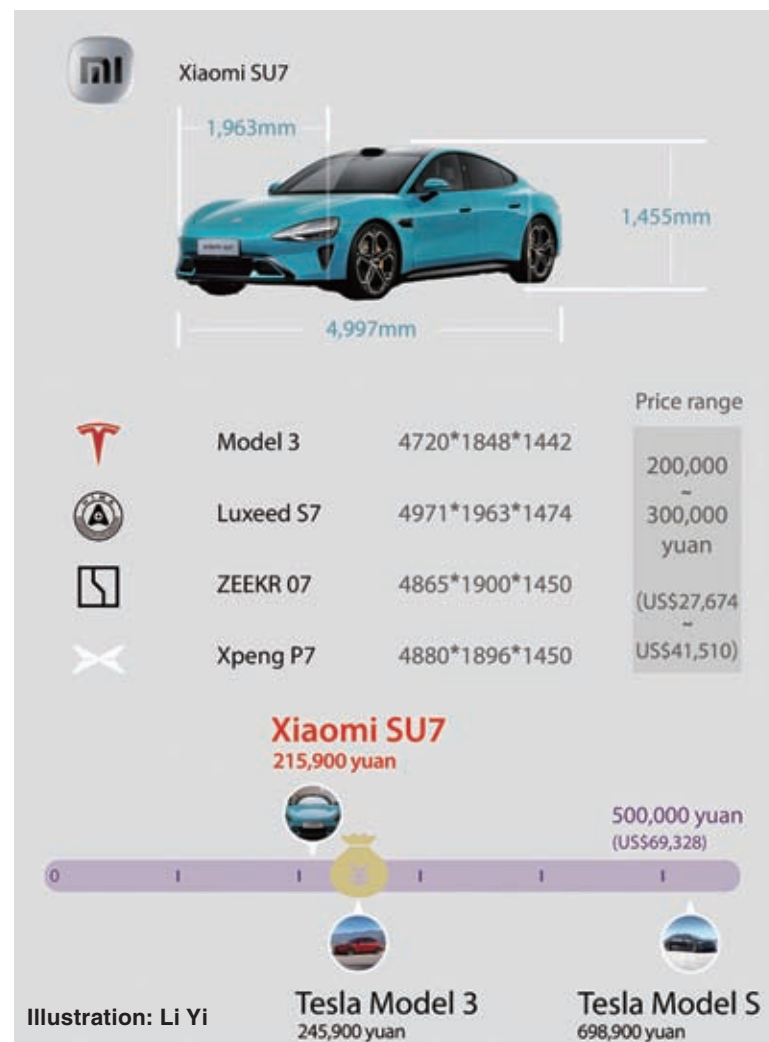 Xiaomi SU7
1,963mm
1,455mm
4,997mm
Price range
Model 3 4720*1848*1442
Luxeed S7 4971*1963*1474
ZEEKR 07 4865*1900*1450
Xpeng P7 4880*1896*1450
200,000
~
300,000
yuan
(US$27,674
~
US$41,510)
Xiaomi SU7
215,900 yuan
500,000 yuan
(US$69,328)
0
¥
Tesla Model 3
245,900 yuan
Tesla Model S
698,900 yuan
Illustration: Li Yi